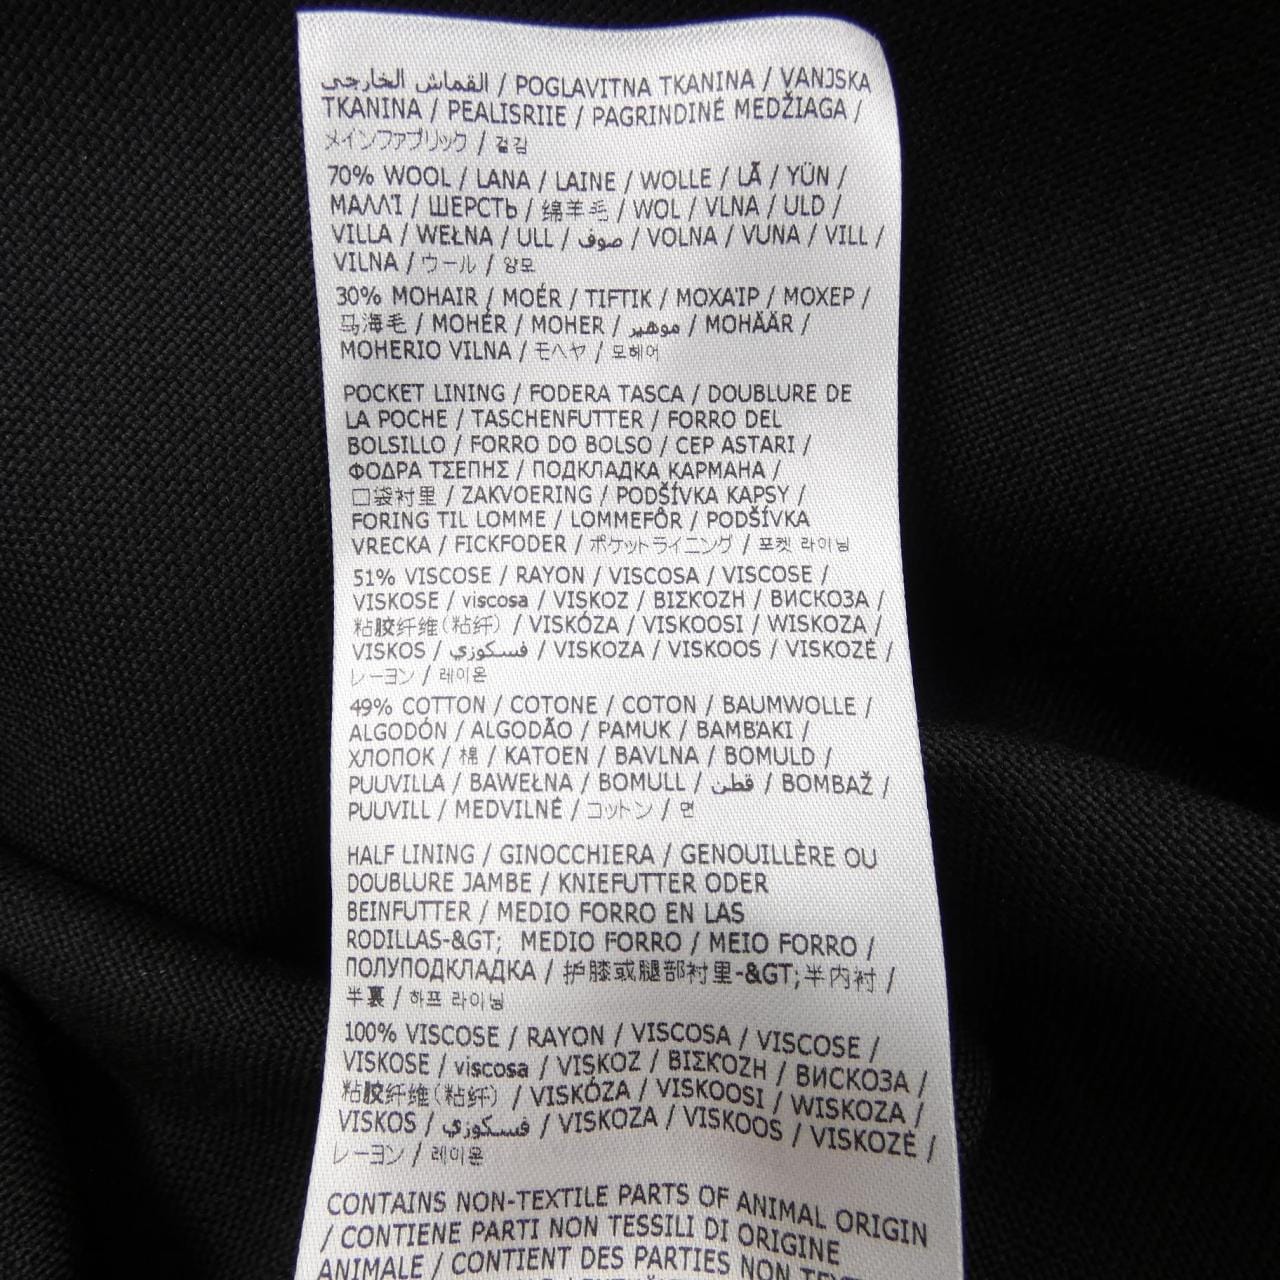 القماش الخارجي / POGLAVITNA TKANINA / VANJSKA
TKANINA / PEALISRIIE / PAGRINDINĖ MEDŽIAGA /
メインファブリック / 겉감
70% WOOL / LANA / LAINE / WOLLE / LÃ / YÜN /
ΜΑΛΛΊ / ШЕРСТЬ / 绵羊毛 / WOL / VLNA / ULD /
VILLA / WEŁNA / ULL / صوف / VOLNA / VUNA / VILL /
VILNA / ウール / 양모
30% MOHAIR / MOÉR / TIFTIK / ΜΟΧΑΊΡ / МОХЕР /
马海毛 / MOHÉR / MOHER / موهير / MOHÄÄR /
MOHERIO VILNA / モヘヤ / 모헤어
POCKET LINING / FODERA TASCA / DOUBLURE DE
LA POCHE / TASCHENFUTTER / FORRO DEL
BOLSILLO / FORRO DO BOLSO / CEP ASTARI /
ΦΟΔΡΑ ΤΣΕΠΗΣ / ПОДКЛАДКА КАРМАНА /
口袋衬里 / ZAKVOERING / PODŠÍVKA KAPSY /
FORING TIL LOMME / LOMMEFÔR / PODŠÍVKA
VRECKA / FICKFODER / ポケットライニング / 포켓 라이닝
51% VISCOSE / RAYON / VISCOSA / VISCOSE /
VISKOSE / viscosa / VISKOZ / ΒΙΣΚΟΖΗ / ВИСКОЗА /
粘胶纤维(粘纤) / VISKÓZA / VISKOOSI / WISKOZA /
VISKOS / فسكوزي / VISKOZA / VISKOOS / VISKOZĖ /
レーヨン / 레이온
49% COTTON / COTONE / COTON / BAUMWOLLE /
ALGODÓN / ALGODÃO / PAMUK / ΒΑΜΒΆΚΙ /
ХЛОПОК / 棉 / KATOEN / BAVLNA / BOMULD /
PUUVILLA / BAWEŁNA / BOMULL / قطن / BOMBAŽ /
PUUVILL / MEDVILNĖ / コットン / 면
HALF LINING / GINOCCHIERA / GENOUILLÈRE OU
DOUBLURE JAMBE / KNIEFUTTER ODER
BEINFUTTER / MEDIO FORRO EN LAS
RODILLAS-&GT; MEDIO FORRO / MEIO FORRO /
ПОЛУПОДКЛАДКА / 护膝或腿部衬里-&GT;半内衬 /
半裏 / 하프 라이닝
100% VISCOSE / RAYON / VISCOSA / VISCOSE /
VISKOSE / viscosa / VISKOZ / ΒΙΣΚΟΖΗ / ВИСКОЗА /
粘胶纤维(粘纤) / VISKÓZA / VISKOOSI / WISKOZA /
VISKOS / فسكوزي / VISKOZA / VISKOOS / VISKOZĖ /
レーヨン / 레이온
CONTAINS NON-TEXTILE PARTS OF ANIMAL ORIGIN
/ CONTIENE PARTI NON TESSILI DI ORIGINE
ANIMALE / CONTIENT DES PARTIES NON